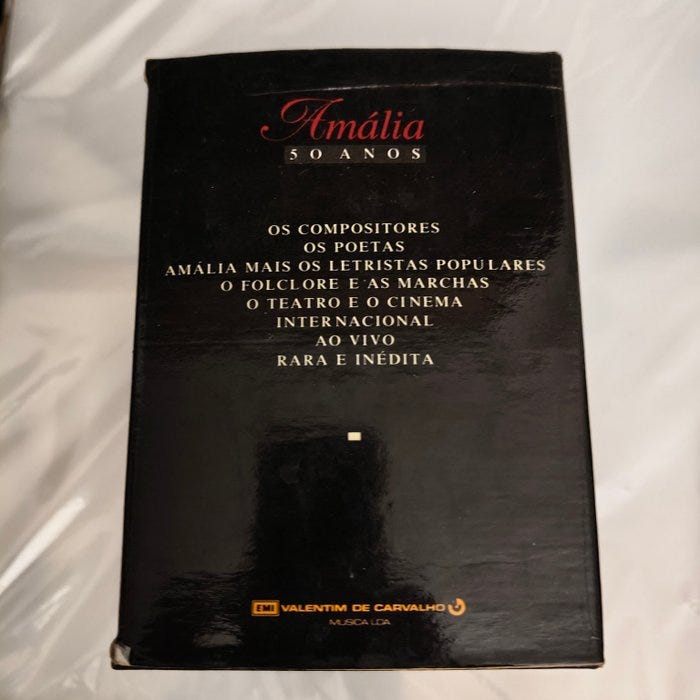 Amália
50 ANOS
OS COMPOSITORES
OS POETAS
AMÁLIA MAIS OS LETRISTAS POPULARES
O FOLCLORE E AS MARCHAS
O TEATRO E O CINEMA
INTERNACIONAL
AO VIVO
RARA E INÉDITA
EMI VALENTIM DE CARVALHO
MUSICA LDA